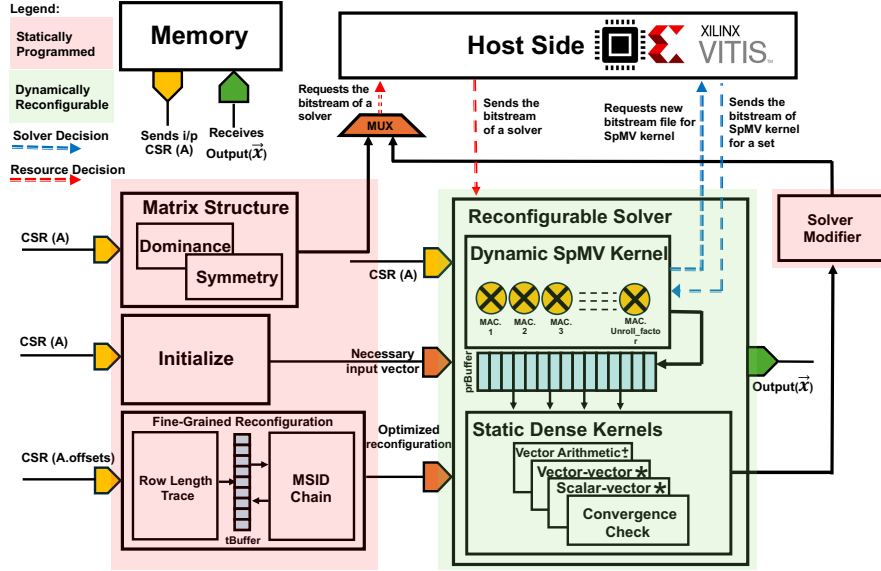 Legend:
Statically
Programmed
Dynamically
Reconfigurable
Solver Decision
Resource Decision
Memory
Sends i/p
CSR (A)
Receives
Output(x⃗)
Host Side
XILINX
VITIS™
Requests the
bitstream of a
solver
MUX
Sends the
bitstream
of a solver
Requests new
bitstream file for
SpMV kernel
Sends the
bitstream of
SpMV kernel
for a set
CSR (A)
Matrix Structure
Dominance
Symmetry
CSR (A)
Initialize
Necessary
input vector
CSR (A.offsets)
Fine-Grained Reconfiguration
Row Length
Trace
tBuffer
MSID
Chain
Optimized
reconfiguration
Reconfigurable Solver
CSR (A)
Dynamic SpMV Kernel
MAC.
1
MAC.
2
MAC.
3
MAC.
Unroll_facto
r
prBuffer
Static Dense Kernels
Vector Arithmetic±
Vector-vector *
Scalar-vector *
Convergence
Check
Solver
Modifier
Output(x⃗)